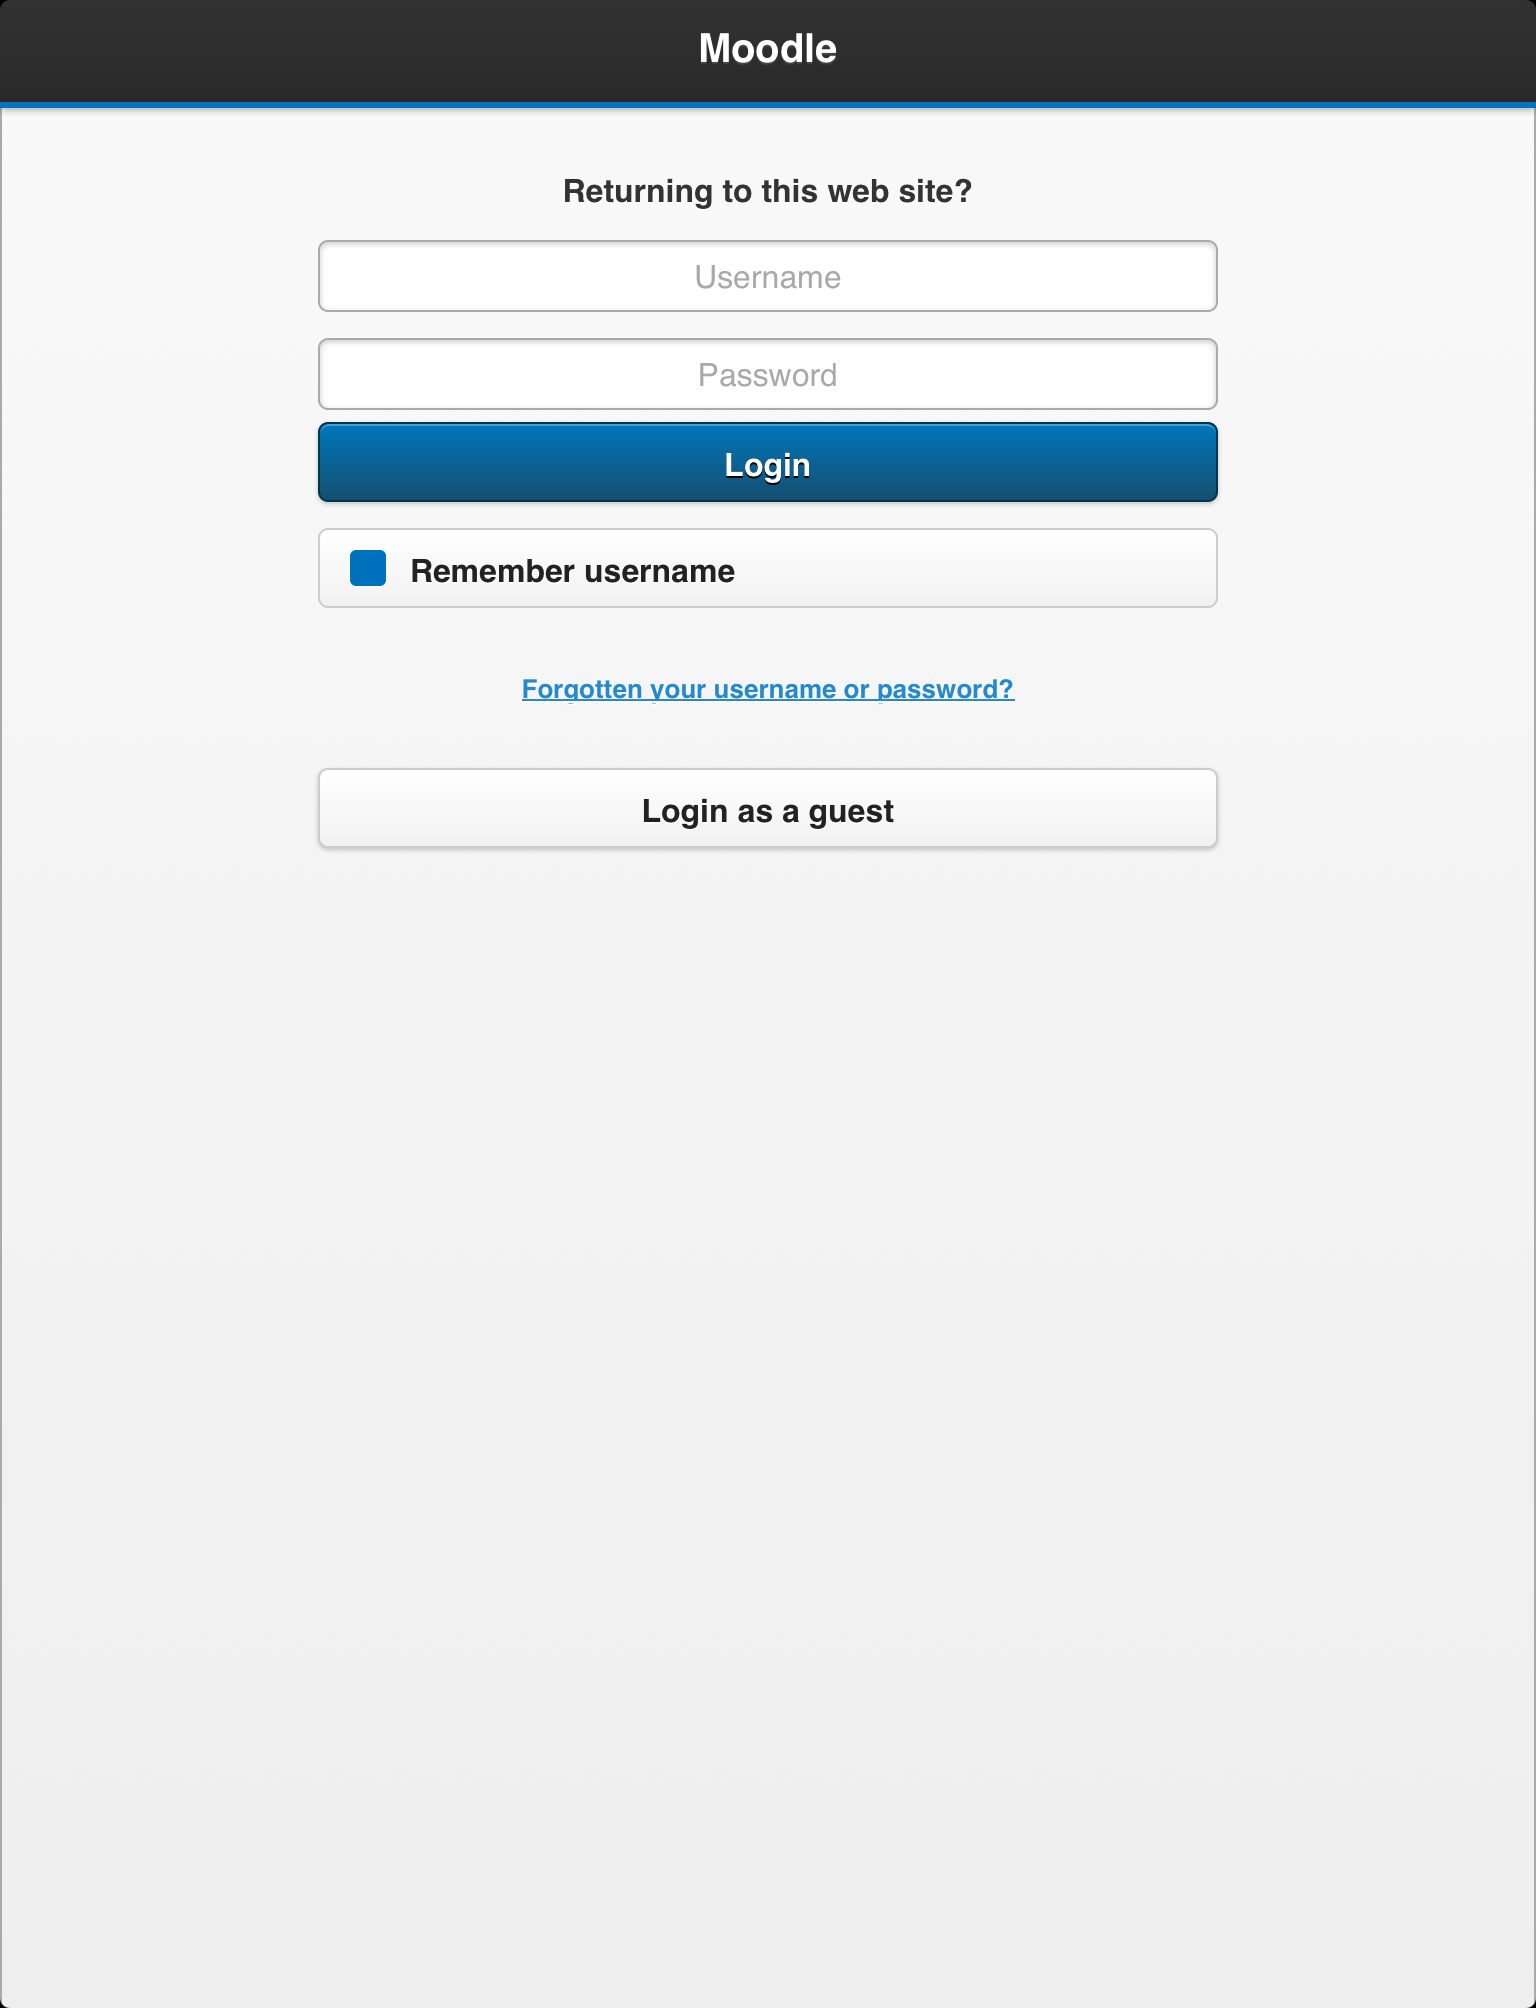 Moodle
Returning to this web site?
Username
Password
Login
Remember username
Forgotten your username or password?
Login as a guest